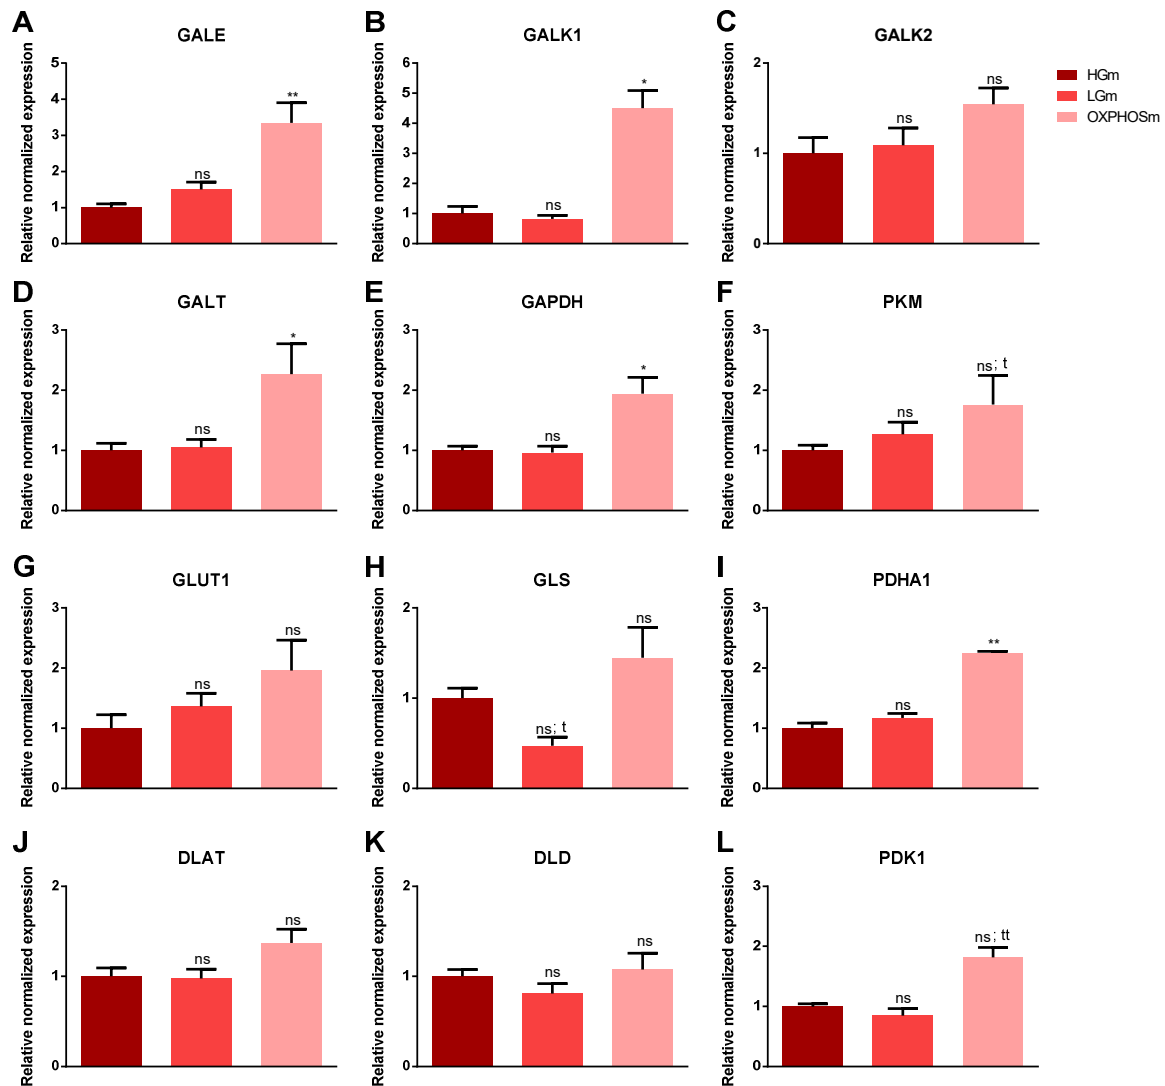 A
GALE
Relative normalized expression
5
4
3
2
1
0
ns
**
B
GALK1
Relative normalized expression
6
5
4
3
2
1
0
ns
*
C
GALK2
Relative normalized expression
2
1
0
ns
ns
HGm
LGm
OXPHOSm
D
GALT
Relative normalized expression
3
2
1
0
ns
*
E
GAPDH
Relative normalized expression
3
2
1
0
ns
*
F
PKM
Relative normalized expression
3
2
1
0
ns
ns; t
G
GLUT1
Relative normalized expression
3
2
1
0
ns
ns
H
GLS
Relative normalized expression
2
1
0
ns; t
ns
I
PDHA1
Relative normalized expression
3
2
1
0
ns
**
J
DLAT
Relative normalized expression
2
1
0
ns
ns
K
DLD
Relative normalized expression
2
1
0
ns
ns
L
PDK1
Relative normalized expression
3
2
1
0
ns
ns; tt